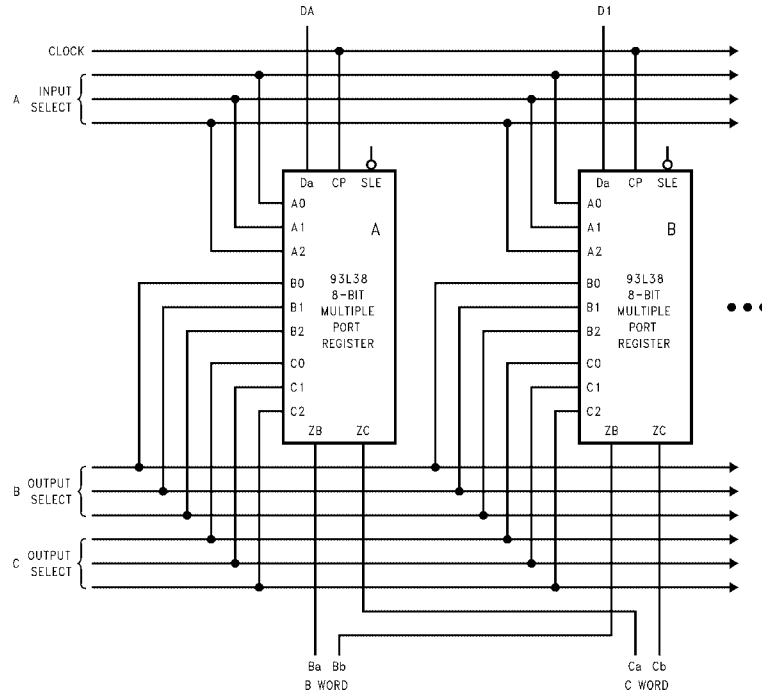 DA
D1
CLOCK
A INPUT SELECT
Da CP SLE
Da CP SLE
A0
A1
A2
A
A0
A1
A2
B
B0
B1
B2
93L38
8-BIT
MULTIPLE
PORT
REGISTER
B0
B1
B2
93L38
8-BIT
MULTIPLE
PORT
REGISTER
C0
C1
C2
C0
C1
C2
ZB ZC
ZB ZC
B OUTPUT SELECT
C OUTPUT SELECT
Ba Bb
B WORD
Ca Cb
C WORD